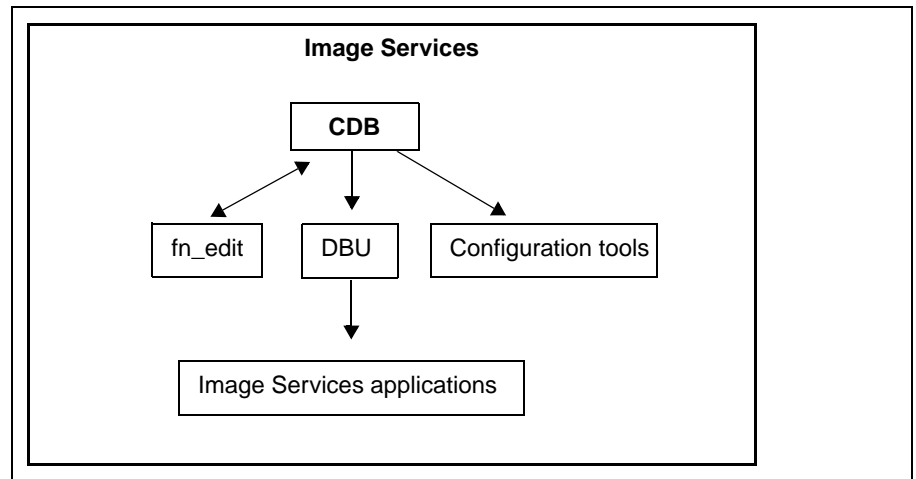 Image Services
CDB
fn_edit
DBU
Configuration tools
Image Services applications